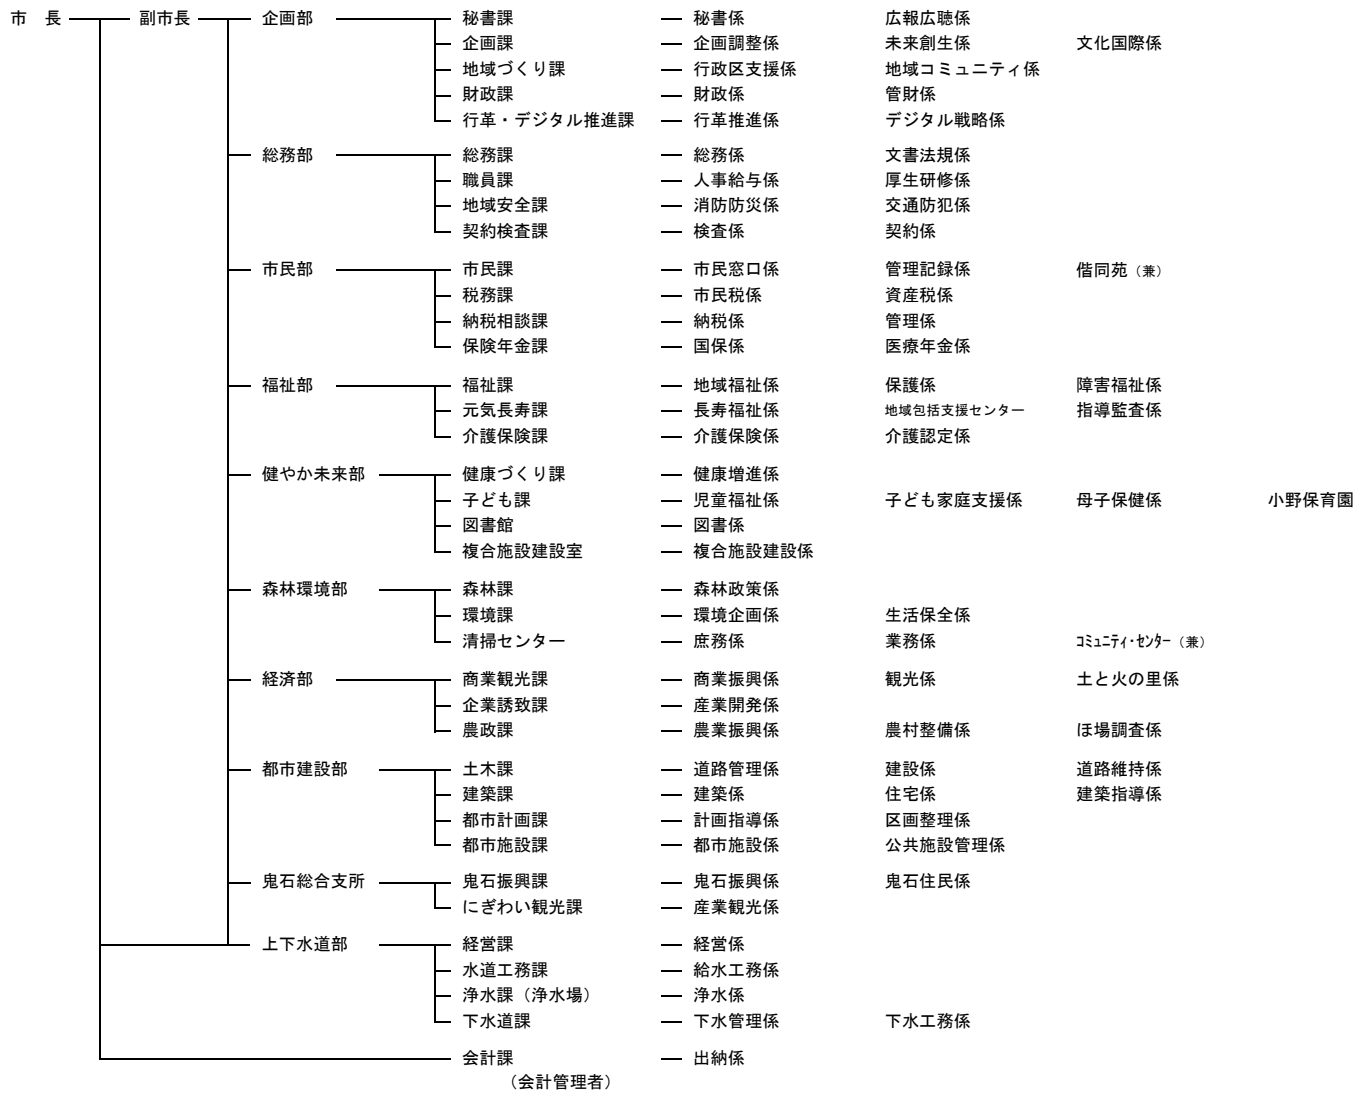 市　長 副市長 企画部 秘書課 秘書係 広報広聴係
企画課 企画調整係 未来創生係 文化国際係
地域づくり課 行政区支援係 地域コミュニティ係
財政課 財政係 管財係
行革・デジタル推進課 行革推進係 デジタル戦略係
総務部 総務課 総務係 文書法規係
職員課 人事給与係 厚生研修係
地域安全課 消防防災係 交通防犯係
契約検査課 検査係 契約係
市民部 市民課 市民窓口係 管理記録係 偕同苑（兼）
税務課 市民税係 資産税係
納税相談課 納税係 管理係
保険年金課 国保係 医療年金係
福祉部 福祉課 地域福祉係 保護係 障害福祉係
元気長寿課 長寿福祉係 地域包括支援センター 指導監査係
介護保険課 介護保険係 介護認定係
健やか未来部 健康づくり課 健康増進係
子ども課 児童福祉係 子ども家庭支援係 母子保健係 小野保育園
図書館 図書係
複合施設建設室 複合施設建設係
森林環境部 森林課 森林政策係
環境課 環境企画係 生活保全係
清掃センター 庶務係 業務係 ｺﾐｭﾆﾃｨ･ｾﾝﾀｰ（兼）
経済部 商業観光課 商業振興係 観光係 土と火の里係
企業誘致課 産業開発係
農政課 農業振興係 農村整備係 ほ場調査係
都市建設部 土木課 道路管理係 建設係 道路維持係
建築課 建築係 住宅係 建築指導係
都市計画課 計画指導係 区画整理係
都市施設課 都市施設係 公共施設管理係
鬼石総合支所 鬼石振興課 鬼石振興係 鬼石住民係
にぎわい観光課 産業観光係
上下水道部 経営課 経営係
水道工務課 給水工務係
浄水課（浄水場） 浄水係
下水道課 下水管理係 下水工務係
会計課 出納係
（会計管理者）